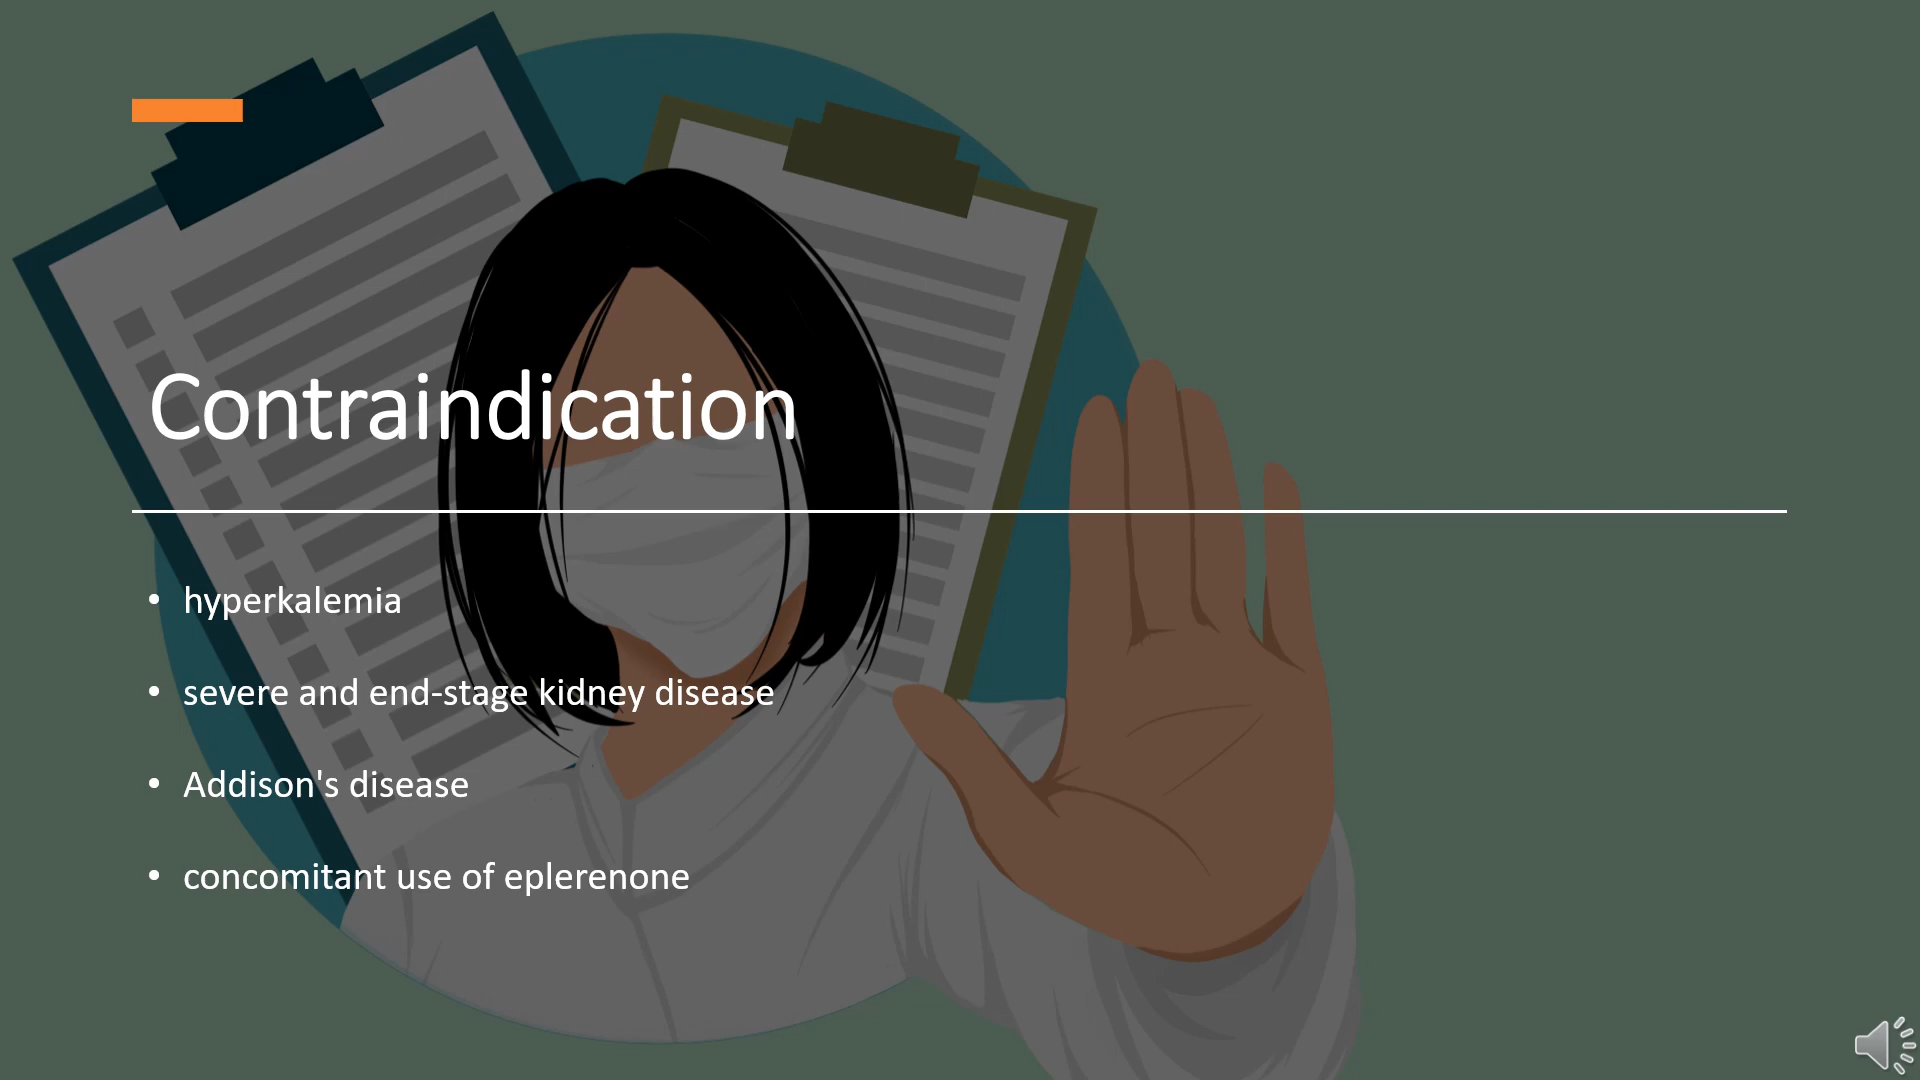 Contraindication
• hyperkalemia
• severe and end-stage kidney disease
• Addison's disease
• concomitant use of eplerenone